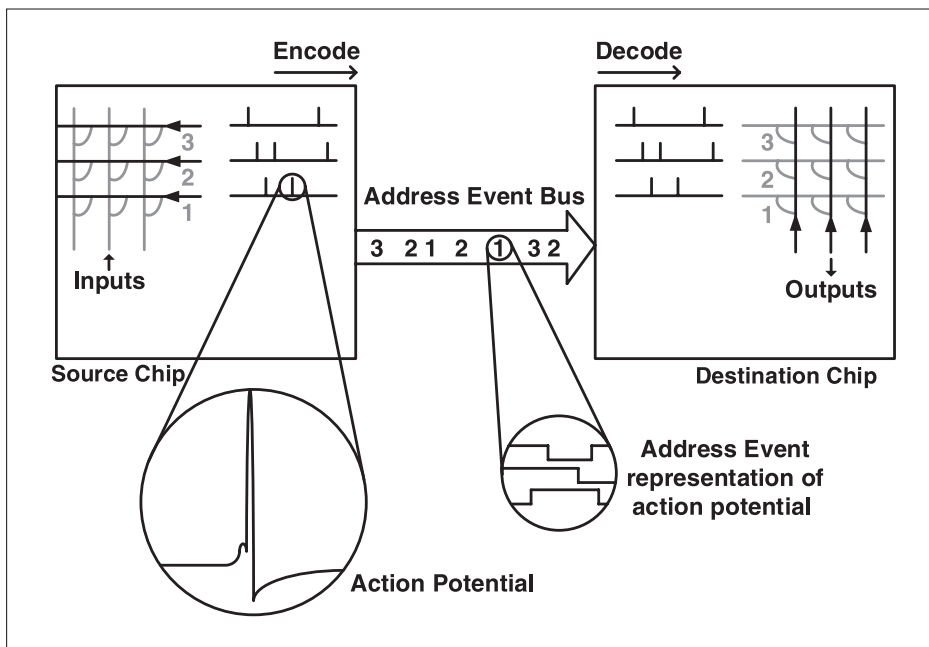 Encode
Decode
3
2
1
Inputs
Source Chip
Address Event Bus
3 2 1 2 1 3 2
3
2
1
Outputs
Destination Chip
Action Potential
Address Event
representation of
action potential